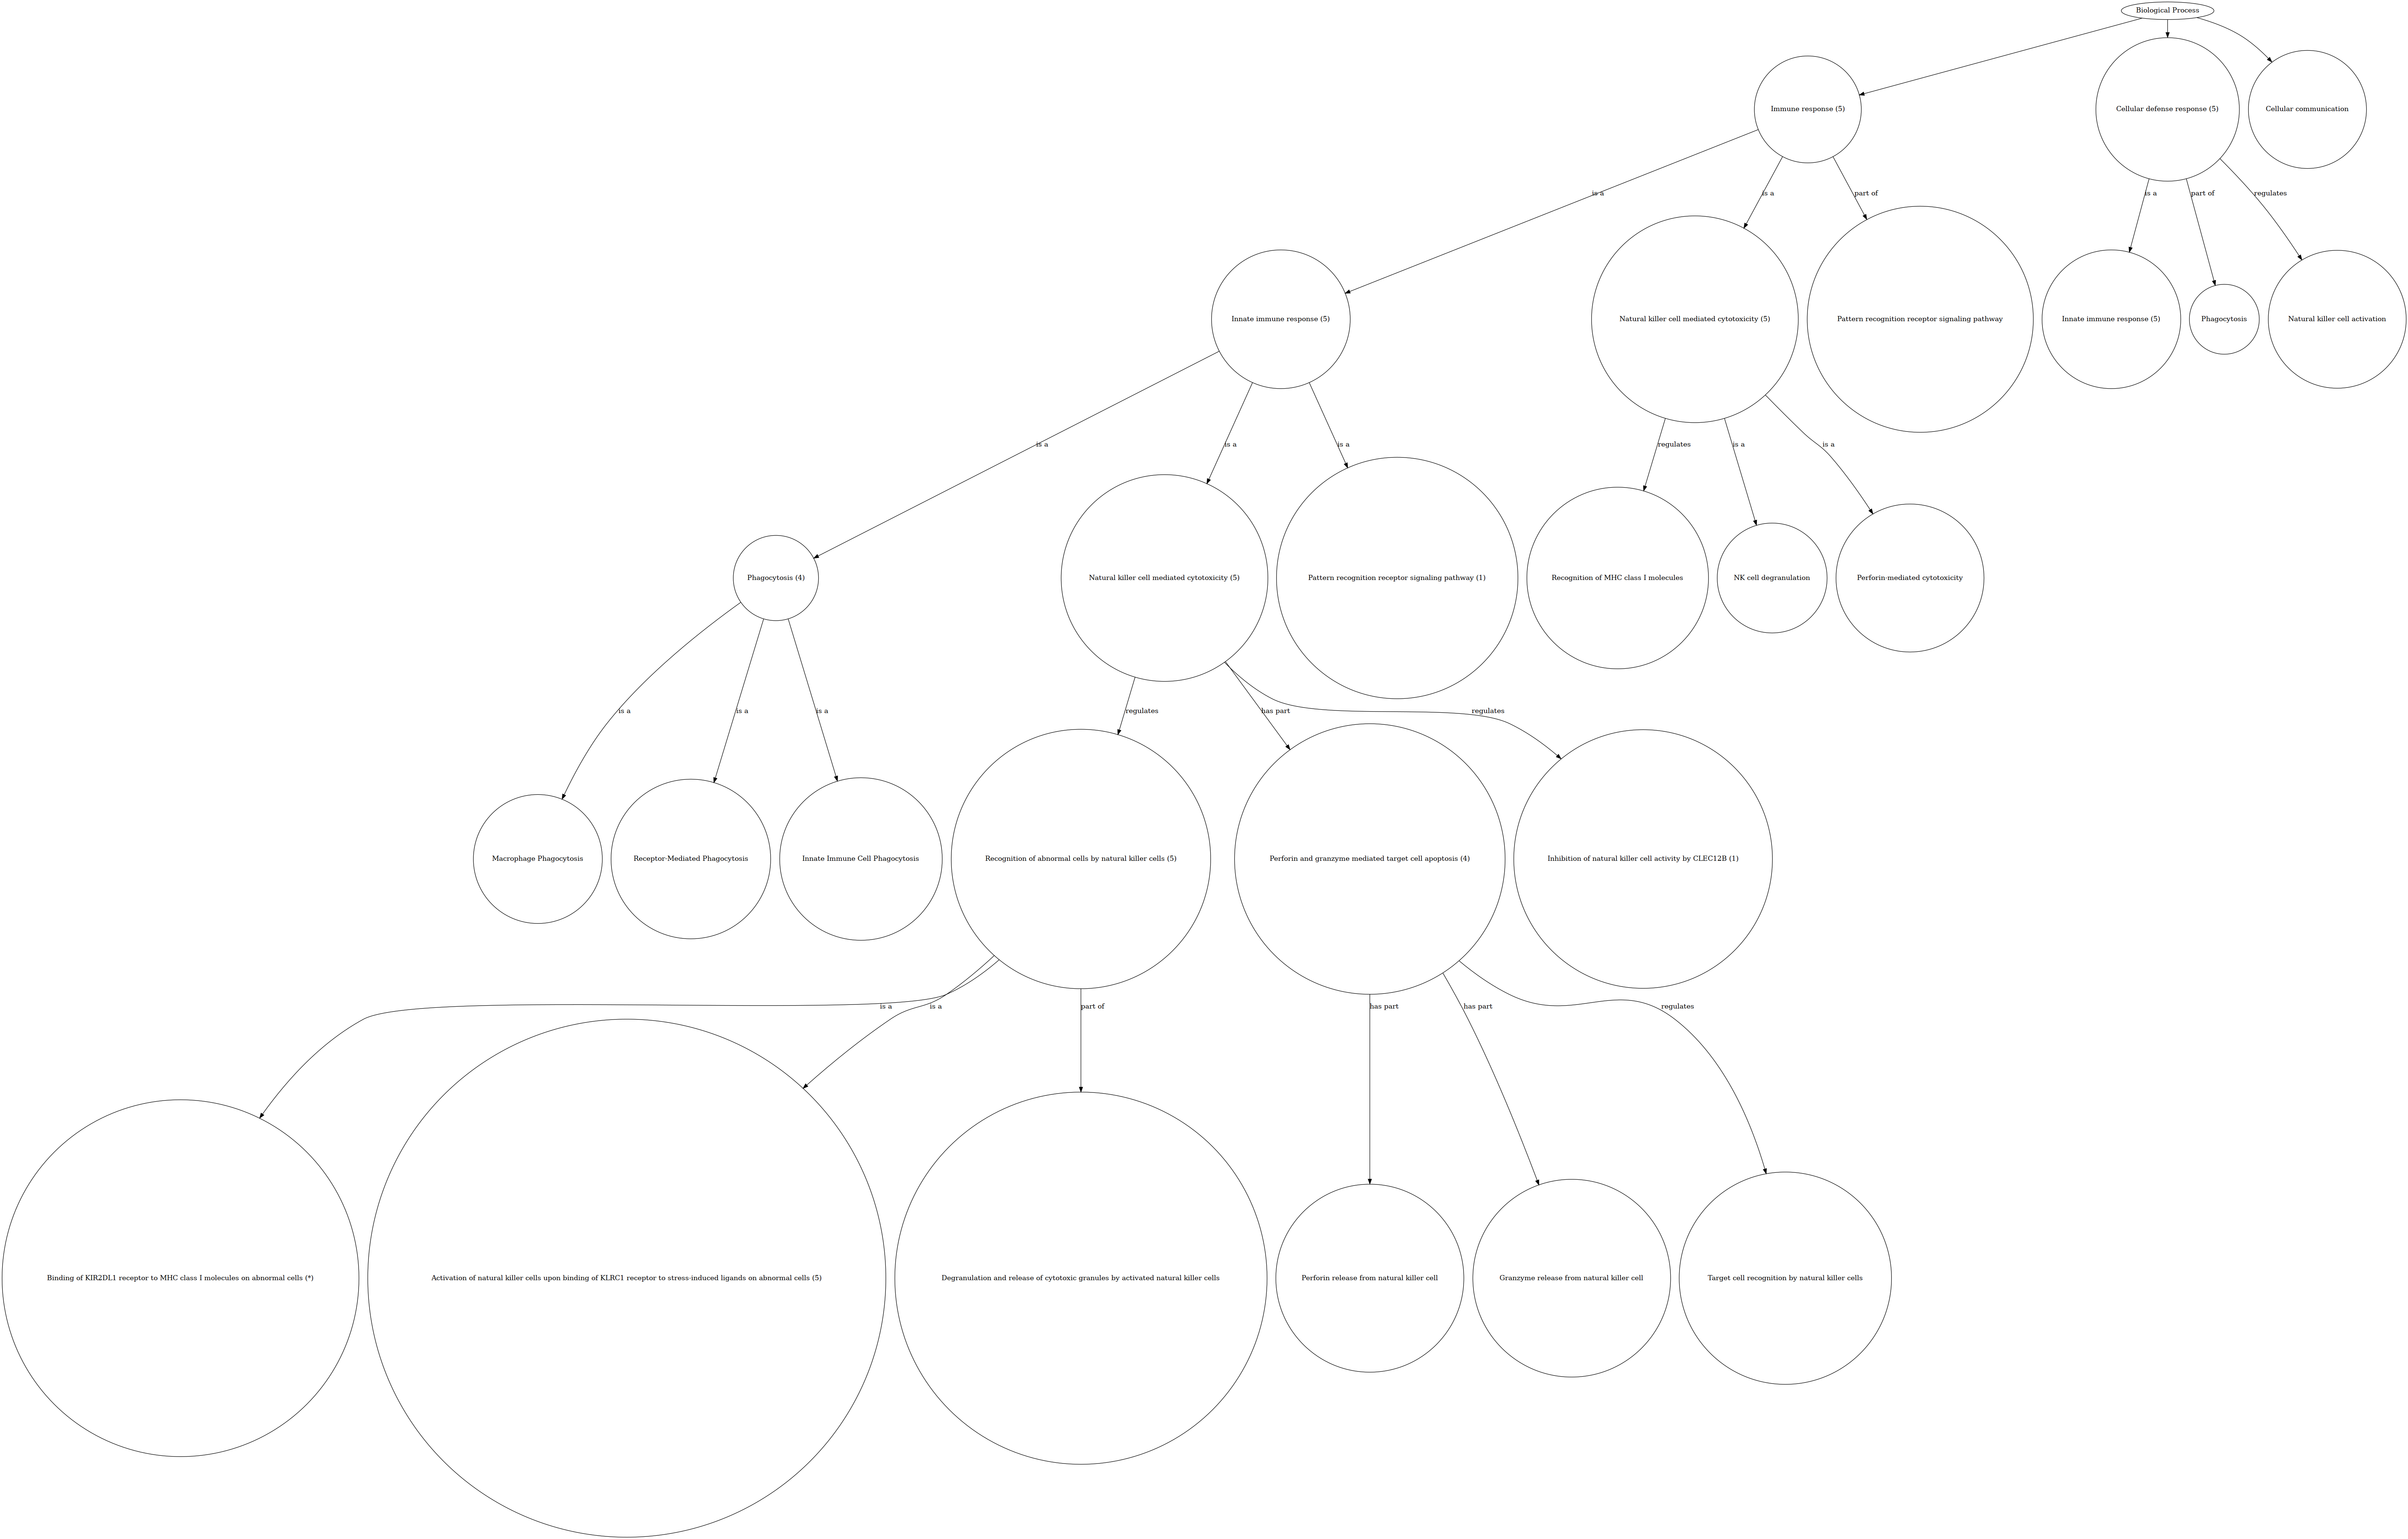 Biological Process
Immune response (5)
Cellular defense response (5)
Cellular communication
is a
is a
part of
is a
part of
regulates
Innate immune response (5)
Natural killer cell mediated cytotoxicity (5)
Pattern recognition receptor signaling pathway
Innate immune response (5)
Phagocytosis
Natural killer cell activation
is a
is a
is a
regulates
is a
is a
Phagocytosis (4)
Natural killer cell mediated cytotoxicity (5)
Pattern recognition receptor signaling pathway (1)
Recognition of MHC class I molecules
NK cell degranulation
Perforin-mediated cytotoxicity
is a
is a
is a
regulates
has part
regulates
Macrophage Phagocytosis
Receptor-Mediated Phagocytosis
Innate Immune Cell Phagocytosis
Recognition of abnormal cells by natural killer cells (5)
Perforin and granzyme mediated target cell apoptosis (4)
Inhibition of natural killer cell activity by CLEC12B (1)
is a
is a
part of
has part
has part
regulates
Binding of KIR2DL1 receptor to MHC class I molecules on abnormal cells (*)
Activation of natural killer cells upon binding of KLRC1 receptor to stress-induced ligands on abnormal cells (5)
Degranulation and release of cytotoxic granules by activated natural killer cells
Perforin release from natural killer cell
Granzyme release from natural killer cell
Target cell recognition by natural killer cells